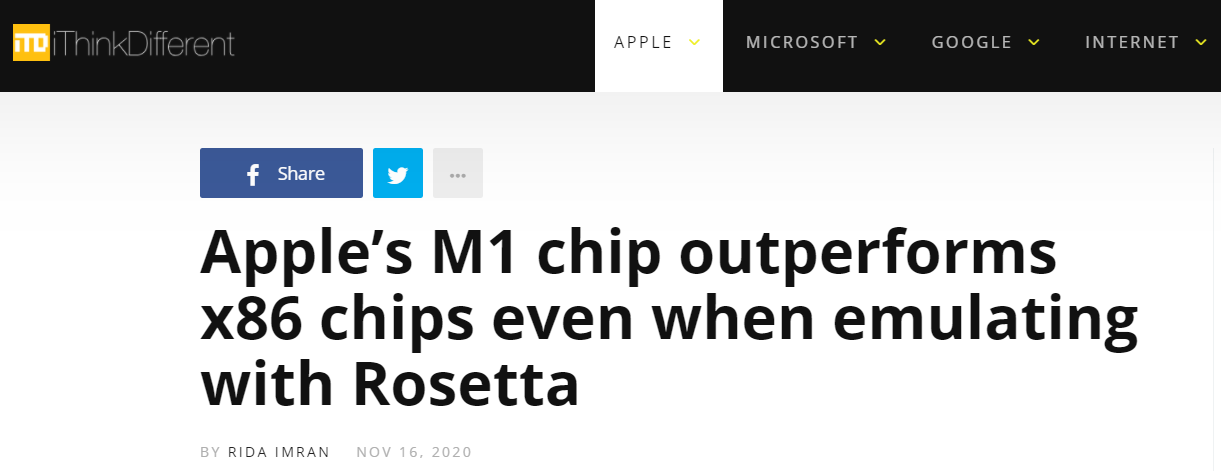 iTD iThinkDifferent
APPLE MICROSOFT GOOGLE INTERNET
Share
Apple’s M1 chip outperforms
x86 chips even when emulating
with Rosetta
BY RIDA IMRAN NOV 16, 2020